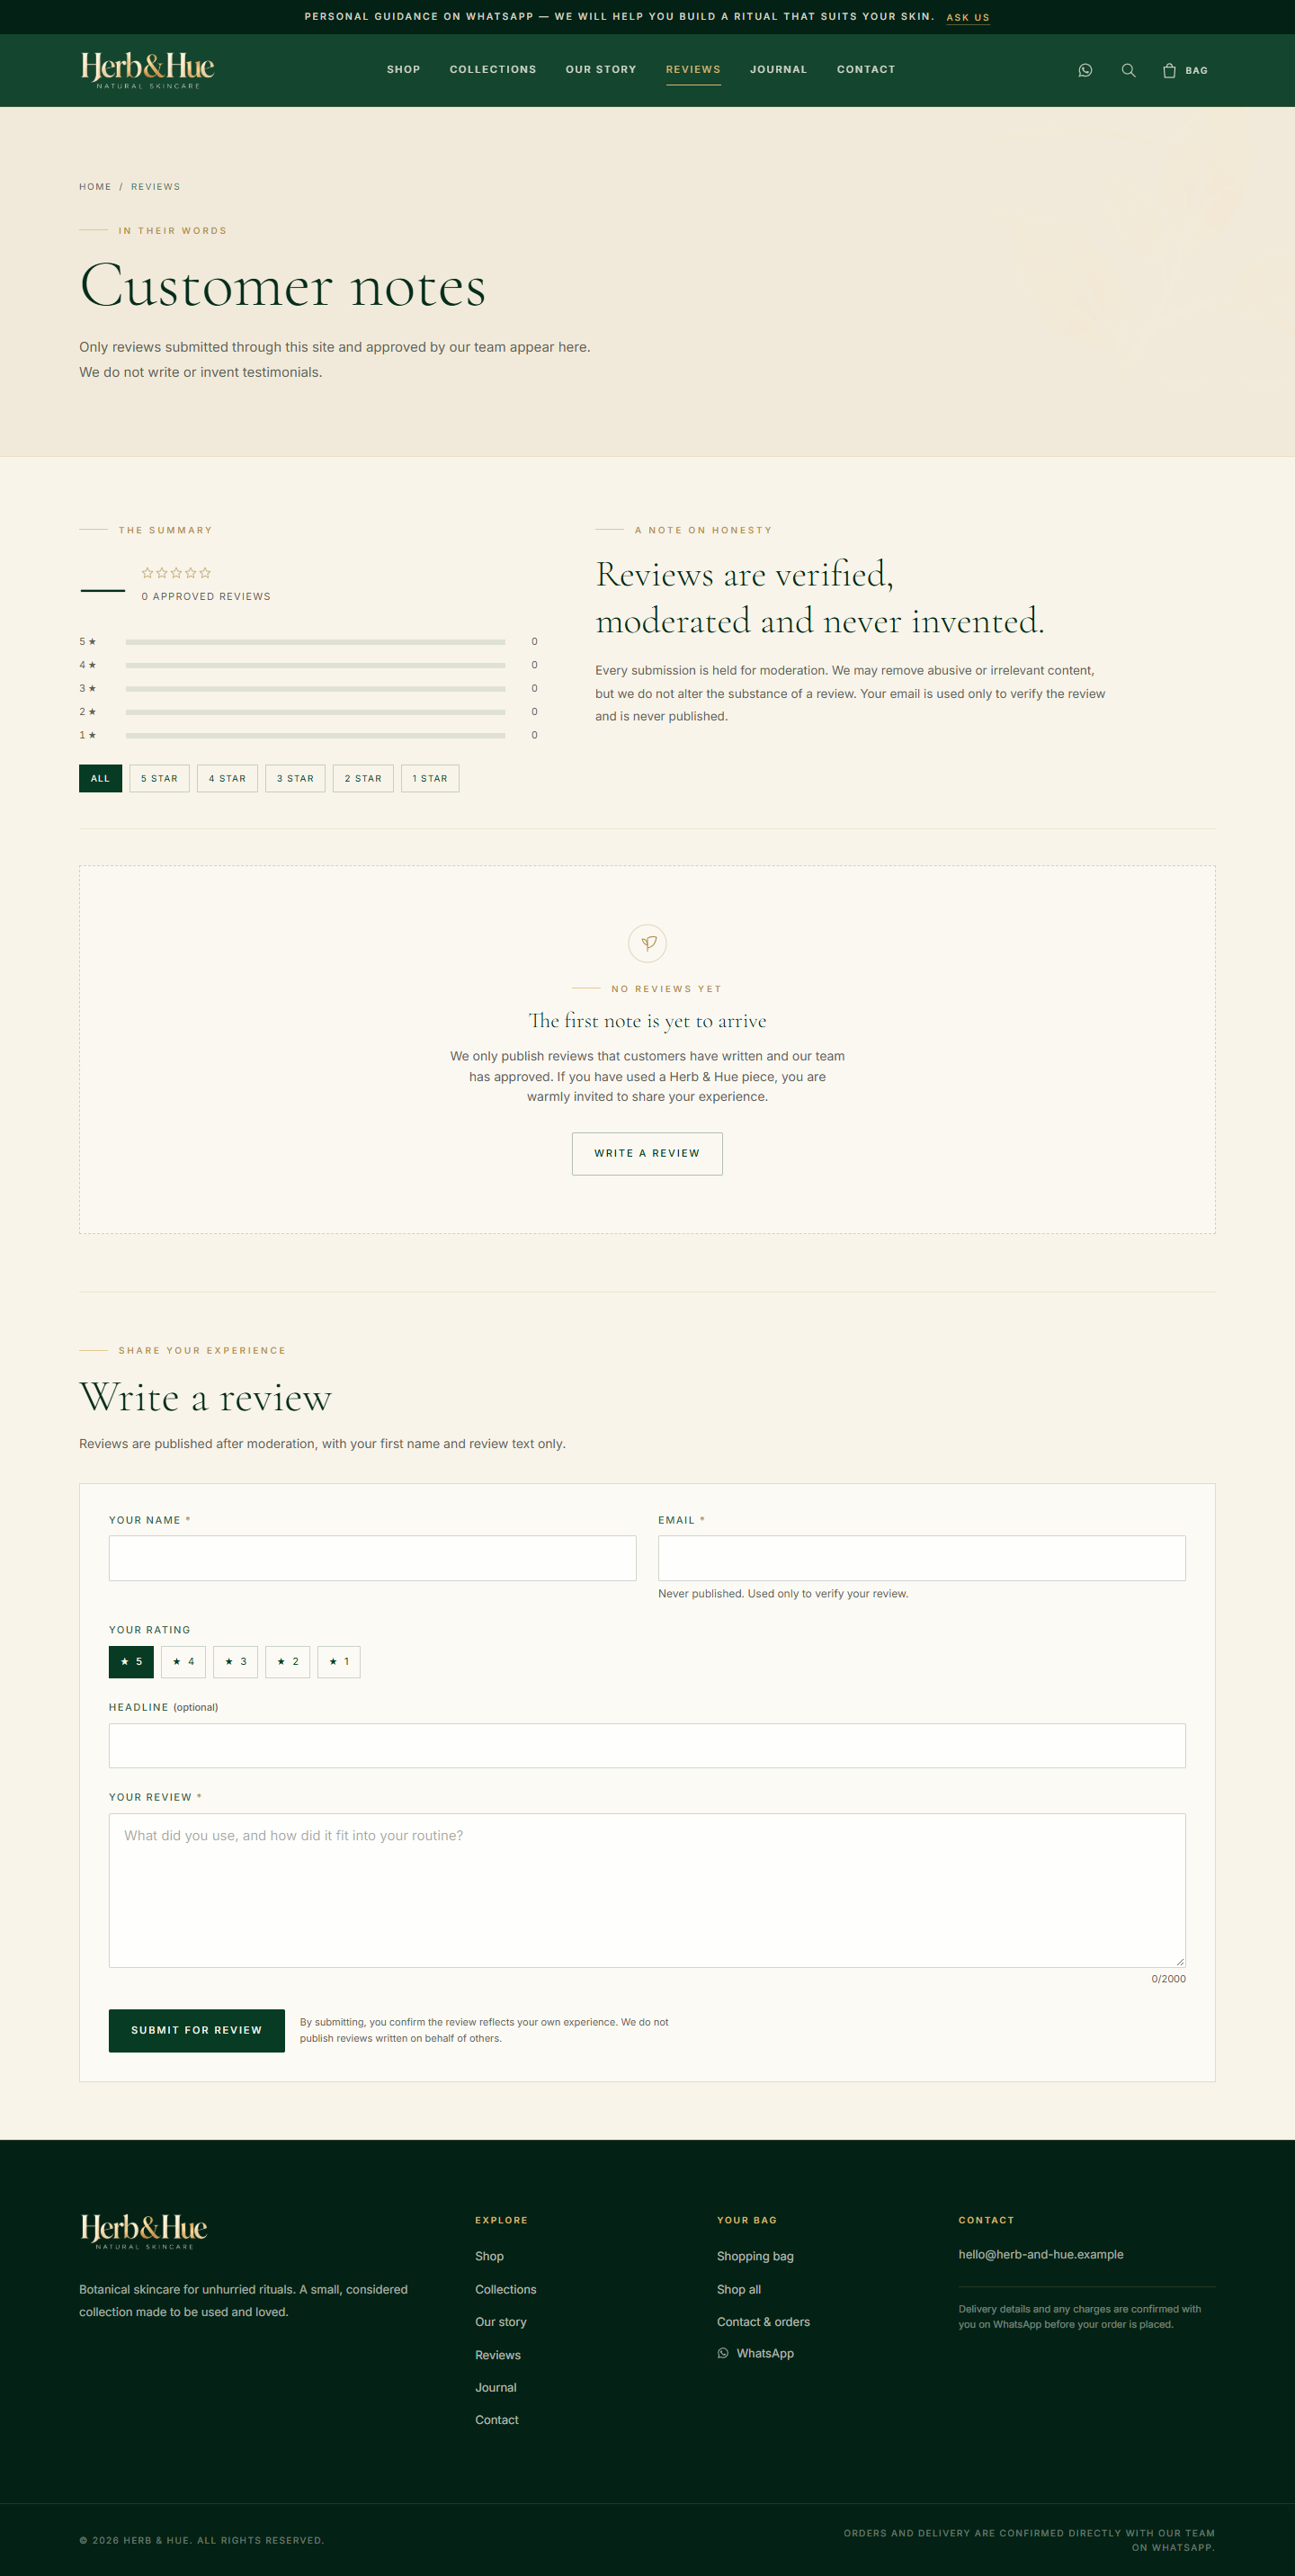 PERSONAL GUIDANCE ON WHATSAPP — WE WILL HELP YOU BUILD A RITUAL THAT SUITS YOUR SKIN. ASK US
Herb&Hue
NATURAL SKINCARE
SHOP COLLECTIONS OUR STORY REVIEWS JOURNAL CONTACT
BAG
HOME / REVIEWS
IN THEIR WORDS
Customer notes
Only reviews submitted through this site and approved by our team appear here.
We do not write or invent testimonials.
THE SUMMARY
—
0 APPROVED REVIEWS
5 ★ 0
4 ★ 0
3 ★ 0
2 ★ 0
1 ★ 0
ALL 5 STAR 4 STAR 3 STAR 2 STAR 1 STAR
A NOTE ON HONESTY
Reviews are verified,
moderated and never invented.
Every submission is held for moderation. We may remove abusive or irrelevant content,
but we do not alter the substance of a review. Your email is used only to verify the review
and is never published.
NO REVIEWS YET
The first note is yet to arrive
We only publish reviews that customers have written and our team
has approved. If you have used a Herb & Hue piece, you are
warmly invited to share your experience.
WRITE A REVIEW
SHARE YOUR EXPERIENCE
Write a review
Reviews are published after moderation, with your first name and review text only.
YOUR NAME *
EMAIL *
Never published. Used only to verify your review.
YOUR RATING
★ 5 ★ 4 ★ 3 ★ 2 ★ 1
HEADLINE (optional)
YOUR REVIEW *
What did you use, and how did it fit into your routine?
0/2000
SUBMIT FOR REVIEW
By submitting, you confirm the review reflects your own experience. We do not
publish reviews written on behalf of others.
Herb&Hue
NATURAL SKINCARE
Botanical skincare for unhurried rituals. A small, considered
collection made to be used and loved.
EXPLORE
Shop
Collections
Our story
Reviews
Journal
Contact
YOUR BAG
Shopping bag
Shop all
Contact & orders
WhatsApp
CONTACT
hello@herb-and-hue.example
Delivery details and any charges are confirmed with
you on WhatsApp before your order is placed.
© 2026 HERB & HUE. ALL RIGHTS RESERVED.
ORDERS AND DELIVERY ARE CONFIRMED DIRECTLY WITH OUR TEAM
ON WHATSAPP.